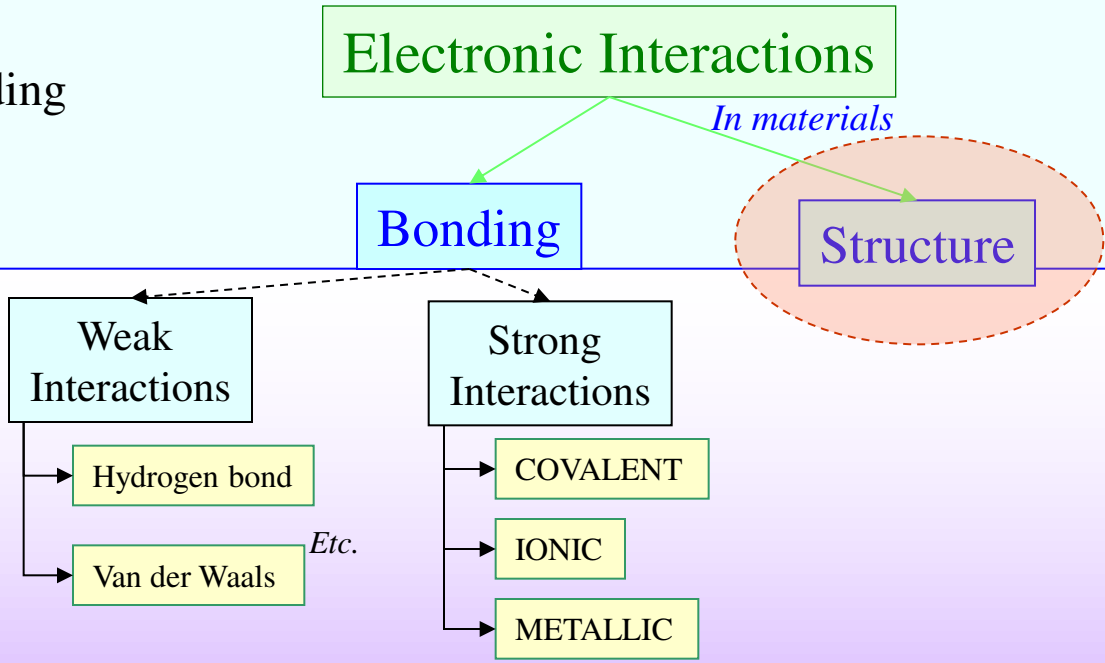 Electronic Interactions
ding
In materials
Bonding
Structure
Weak
Interactions
Strong
Interactions
Hydrogen bond
COVALENT
Etc.
IONIC
Van der Waals
METALLIC